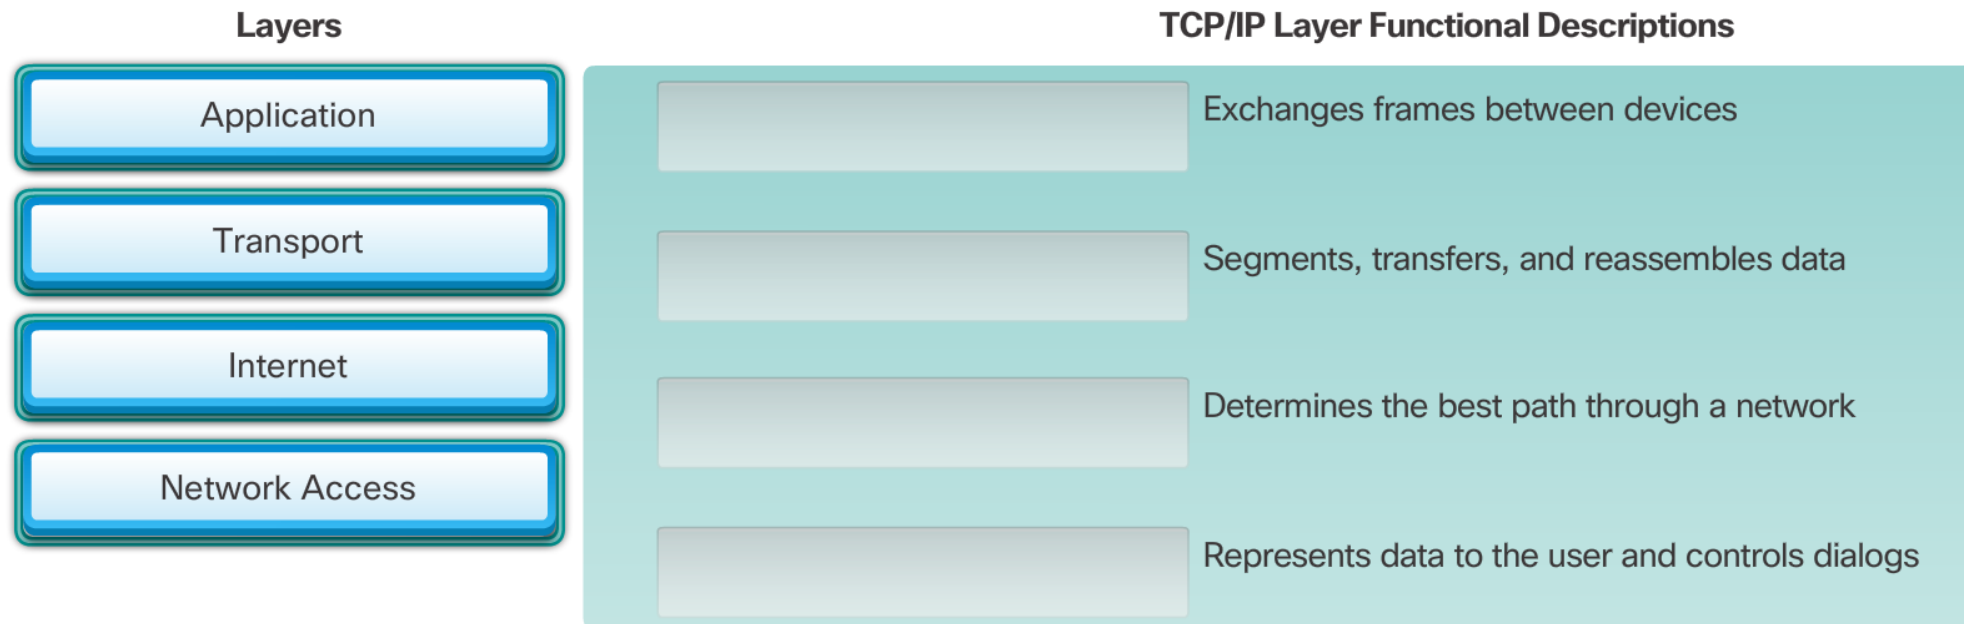 Layers
TCP/IP Layer Functional Descriptions
Application
Transport
Internet
Network Access
Exchanges frames between devices
Segments, transfers, and reassembles data
Determines the best path through a network
Represents data to the user and controls dialogs